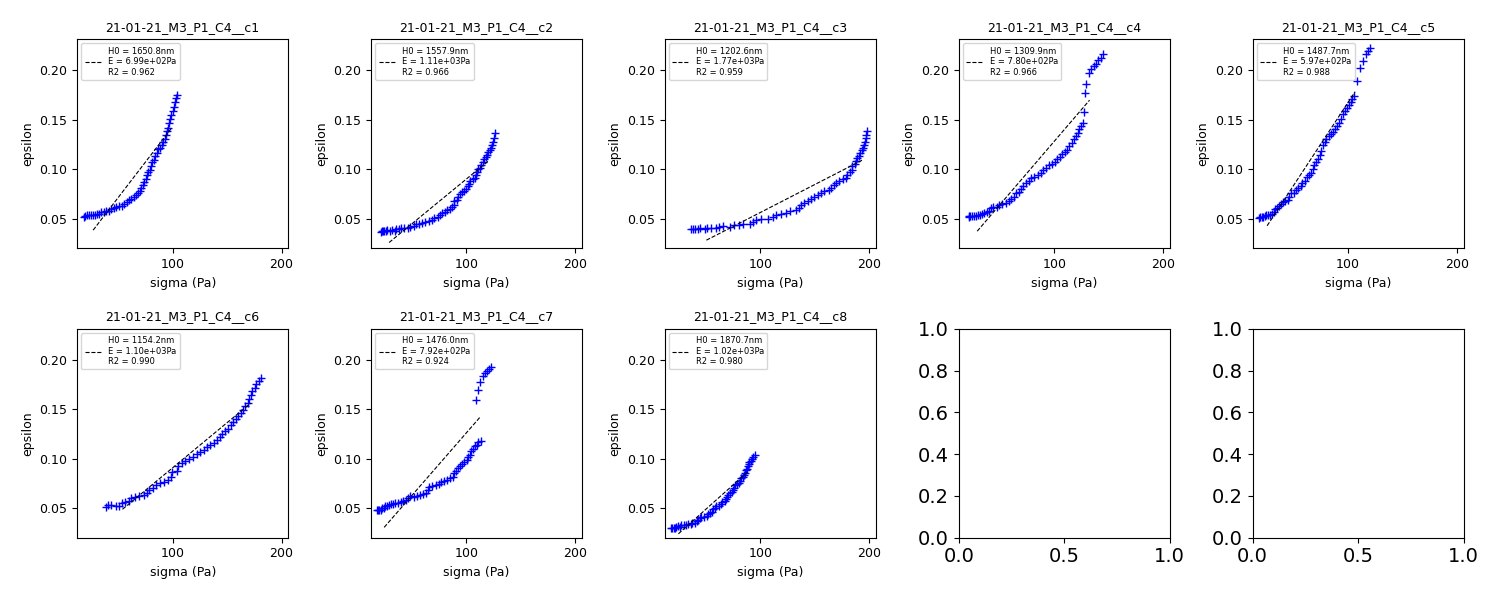 21-01-21_M3_P1_C4__c1
H0 = 1650.8nm
E = 6.99e+02Pa
R2 = 0.962
0.20
0.15
0.10
0.05
epsilon
100
200
sigma (Pa)
21-01-21_M3_P1_C4__c2
H0 = 1557.9nm
E = 1.11e+03Pa
R2 = 0.966
0.20
0.15
0.10
0.05
epsilon
100
200
sigma (Pa)
21-01-21_M3_P1_C4__c3
H0 = 1202.6nm
E = 1.77e+03Pa
R2 = 0.959
0.20
0.15
0.10
0.05
epsilon
100
200
sigma (Pa)
21-01-21_M3_P1_C4__c4
H0 = 1309.9nm
E = 7.80e+02Pa
R2 = 0.966
0.20
0.15
0.10
0.05
epsilon
100
200
sigma (Pa)
21-01-21_M3_P1_C4__c5
H0 = 1487.7nm
E = 5.97e+02Pa
R2 = 0.988
0.20
0.15
0.10
0.05
epsilon
100
200
sigma (Pa)
21-01-21_M3_P1_C4__c6
H0 = 1154.2nm
E = 1.10e+03Pa
R2 = 0.990
0.20
0.15
0.10
0.05
epsilon
100
200
sigma (Pa)
21-01-21_M3_P1_C4__c7
H0 = 1476.0nm
E = 7.92e+02Pa
R2 = 0.924
0.20
0.15
0.10
0.05
epsilon
100
200
sigma (Pa)
21-01-21_M3_P1_C4__c8
H0 = 1870.7nm
E = 1.02e+03Pa
R2 = 0.980
0.20
0.15
0.10
0.05
epsilon
100
200
sigma (Pa)
1.0
0.8
0.6
0.4
0.2
0.0
0.0
0.5
1.0
1.0
0.8
0.6
0.4
0.2
0.0
0.0
0.5
1.0